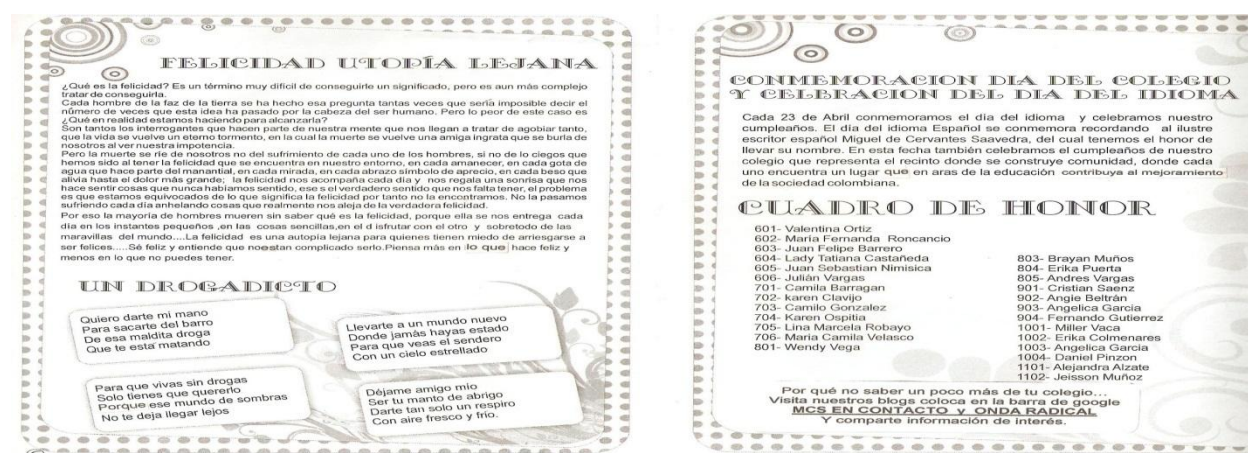 FELICIDAD UTOPÍA LEJANA
¿Qué es la felicidad? Es un término muy difícil de conseguirle un significado, pero es aun más complejo
tratar de conseguirla.
Cada hombre de la faz de la tierra se ha hecho esa pregunta tantas veces que sería imposible decir el
número de veces que esta idea ha pasado por la cabeza del ser humano. Pero lo peor de este caso es
¿Qué en realidad estamos haciendo para alcanzarla?
Son tantos los interrogantes que hacen parte de nuestra mente que nos llegan a tratar de agobiar tanto,
que la vida se vuelve un eterno tormento, en la cual la muerte se vuelve una amiga ingrata que se burla de
nosotros al ver nuestra impotencia.
Pero la muerte se ríe de nosotros no del sufrimiento de cada uno de los hombres, si no de lo ciegos que
hemos sido al tener la felicidad que se encuentra en nuestro entorno, en cada amanecer, en cada gota de
agua que hace parte del manantial, en cada mirada, en cada abrazo símbolo de aprecio, en cada beso que
alivia hasta el dolor más grande; la felicidad nos acompaña cada día y nos regala una sonrisa que nos
hace sentir cosas que nunca habíamos sentido, ese s el verdadero sentido que nos falta tener, el problema
es que estamos equivocados de lo que significa la felicidad por tanto no la encontramos. No la pasamos
sufriendo cada día anhelando cosas que realmente nos aleja de la verdadera felicidad.
Por eso la mayoría de hombres mueren sin saber qué es la felicidad, porque ella se nos entrega cada
día en los instantes pequeños ,en las cosas sencillas,en el d isfrutar con el otro y sobretodo de las
maravillas del mundo....La felicidad es una autopia lejana para quienes tienen miedo de arriesgarse a
ser felices.....Sé feliz y entiende que noestan complicado serlo.Piensa más en lo que hace feliz y
menos en lo que no puedes tener.
UN DROGADICTO
Quiero darte mi mano
Para sacarte del barro
De esa maldita droga
Que te está matando
Llevarte a un mundo nuevo
Donde jamás hayas estado
Para que veas el sendero
Con un cielo estrellado
Para que vivas sin drogas
Solo tienes que quererlo
Porque ese mundo de sombras
No te deja llegar lejos
Déjame amigo mio
Ser tu manto de abrigo
Darte tan solo un respiro
Con aire fresco y frío.
CONMEMORACION DIA DEL COLEGIO
Y CELBRACION DEL DIA DEL IDIOMA
Cada 23 de Abril conmemoramos el día del idioma y celebramos nuestro
cumpleaños. El día del idioma Español se conmemora recordando al ilustre
escritor español Miguel de Cervantes Saavedra, del cual tenemos el honor de
llevar su nombre. En esta fecha también celebramos el cumpleaños de nuestro
colegio que representa el recinto donde se construye comunidad, donde cada
uno encuentra un lugar que en aras de la educación contribuya al mejoramiento
de la sociedad colombiana.
CUADRO DE HONOR
601- Valentina Ortiz
602- Maria Fernanda Roncancio
603- Juan Felipe Barrero
604- Lady Tatiana Castañeda
605- Juan Sebastian Nimisica
606- Julián Vargas
701- Camila Barragan
702- karen Clavijo
703- Camilo Gonzalez
704- Karen Ospitia
705- Lina Marcela Robayo
706- Maria Camila Velasco
801- Wendy Vega
803- Brayan Muños
804- Erika Puerta
805- Andres Vargas
901- Cristian Saenz
902- Angie Beltrán
903- Angelica Garcia
904- Fernando Gutierrez
1001- Miller Vaca
1002- Erika Colmenares
1003- Angelica Garcia
1004- Daniel Pinzon
1101- Alejandra Alzate
1102- Jeisson Muñoz
Por qué no saber un poco más de tu colegio...
Visita nuestros blogs coloca en la barra de google
MCS EN CONTACTO y ONDA RADICAL
Y comparte información de interés.